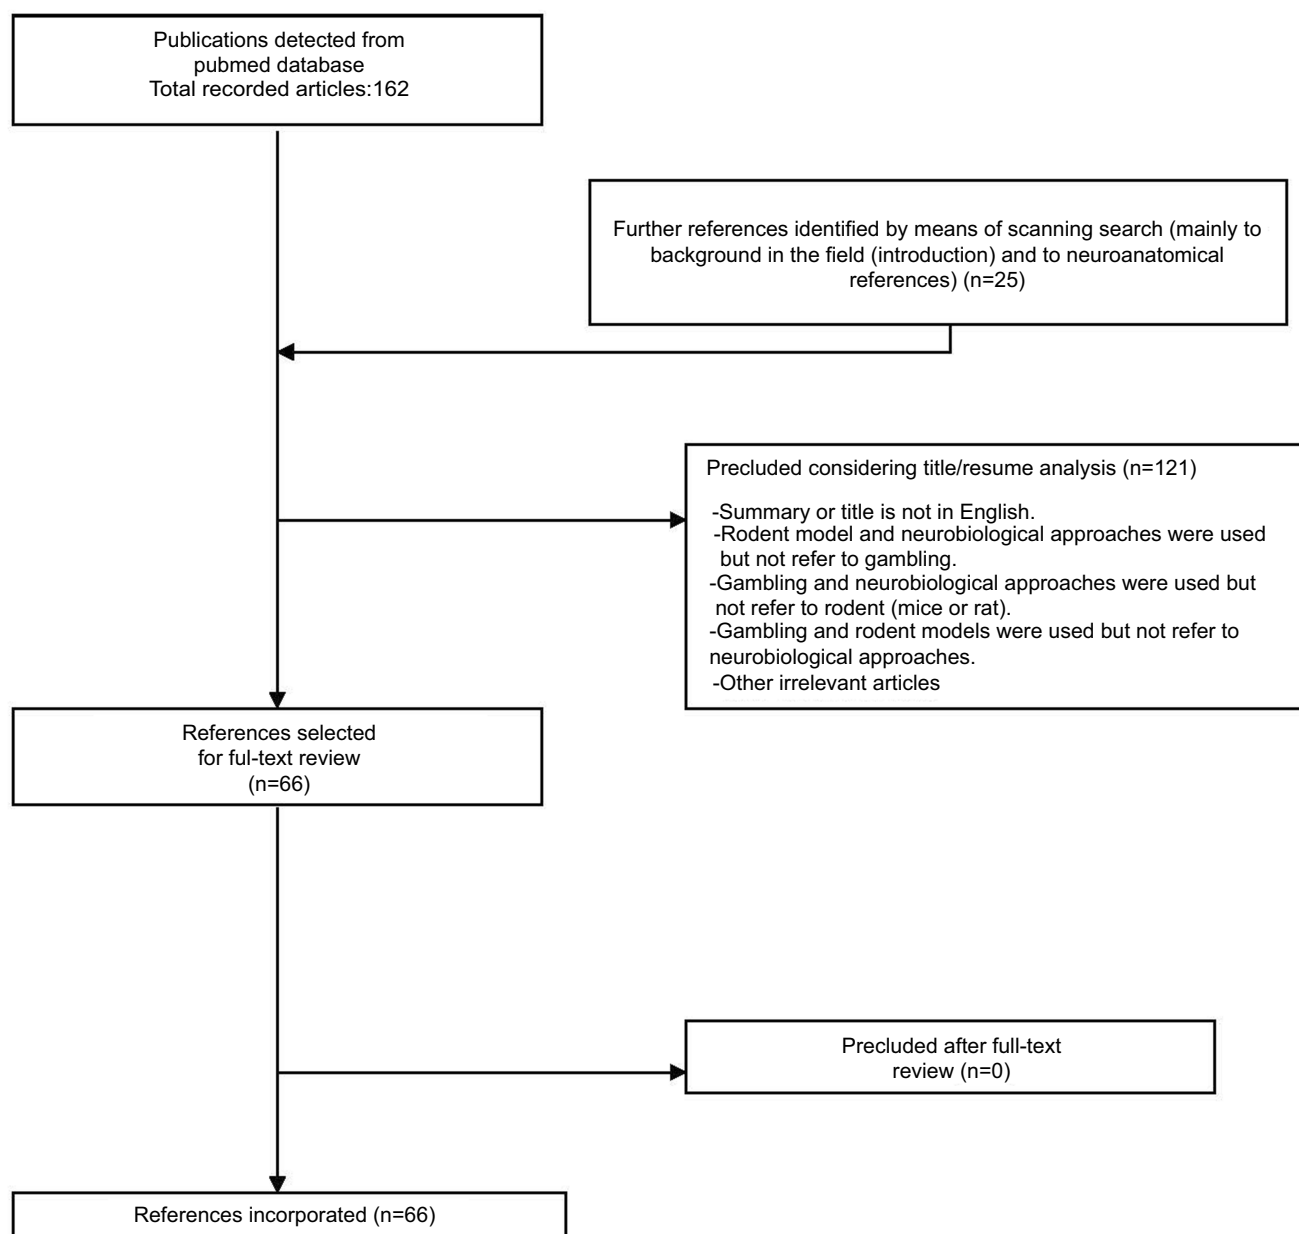 Publications detected from
pubmed database
Total recorded articles:162
Further references identified by means of scanning search (mainly to
background in the field (introduction) and to neuroanatomical
references) (n=25)
Precluded considering title/resume analysis (n=121)
-Summary or title is not in English.
-Rodent model and neurobiological approaches were used
but not refer to gambling.
-Gambling and neurobiological approaches were used but
not refer to rodent (mice or rat).
-Gambling and rodent models were used but not refer to
neurobiological approaches.
-Other irrelevant articles
References selected
for ful-text review
(n=66)
Precluded after full-text
review (n=0)
References incorporated (n=66)